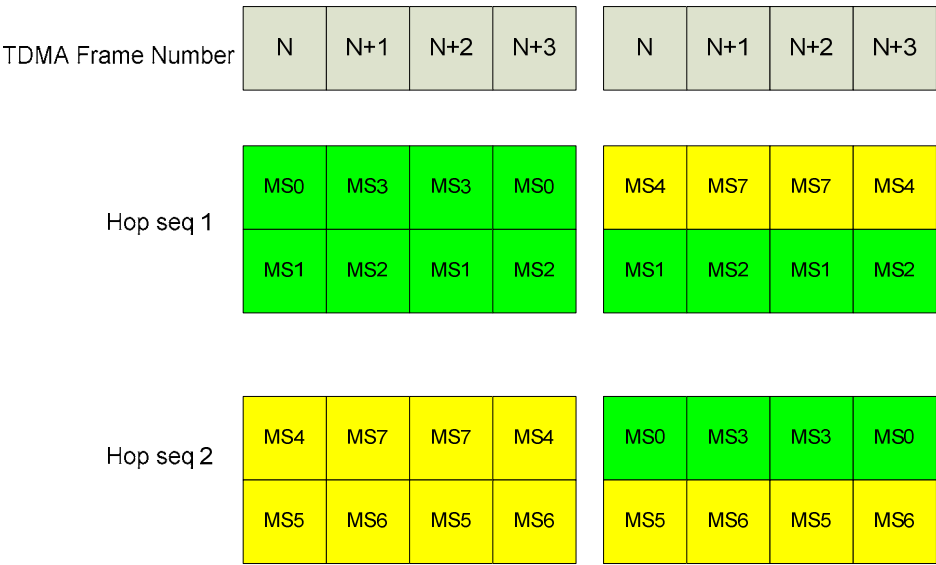 TDMA Frame Number N N+1 N+2 N+3 N N+1 N+2 N+3
MS0 MS3 MS3 MS0 MS4 MS7 MS7 MS4
Hop seq 1
MS1 MS2 MS1 MS2 MS1 MS2 MS1 MS2
MS4 MS7 MS7 MS4 MS0 MS3 MS3 MS0
Hop seq 2
MS5 MS6 MS5 MS6 MS5 MS6 MS5 MS6